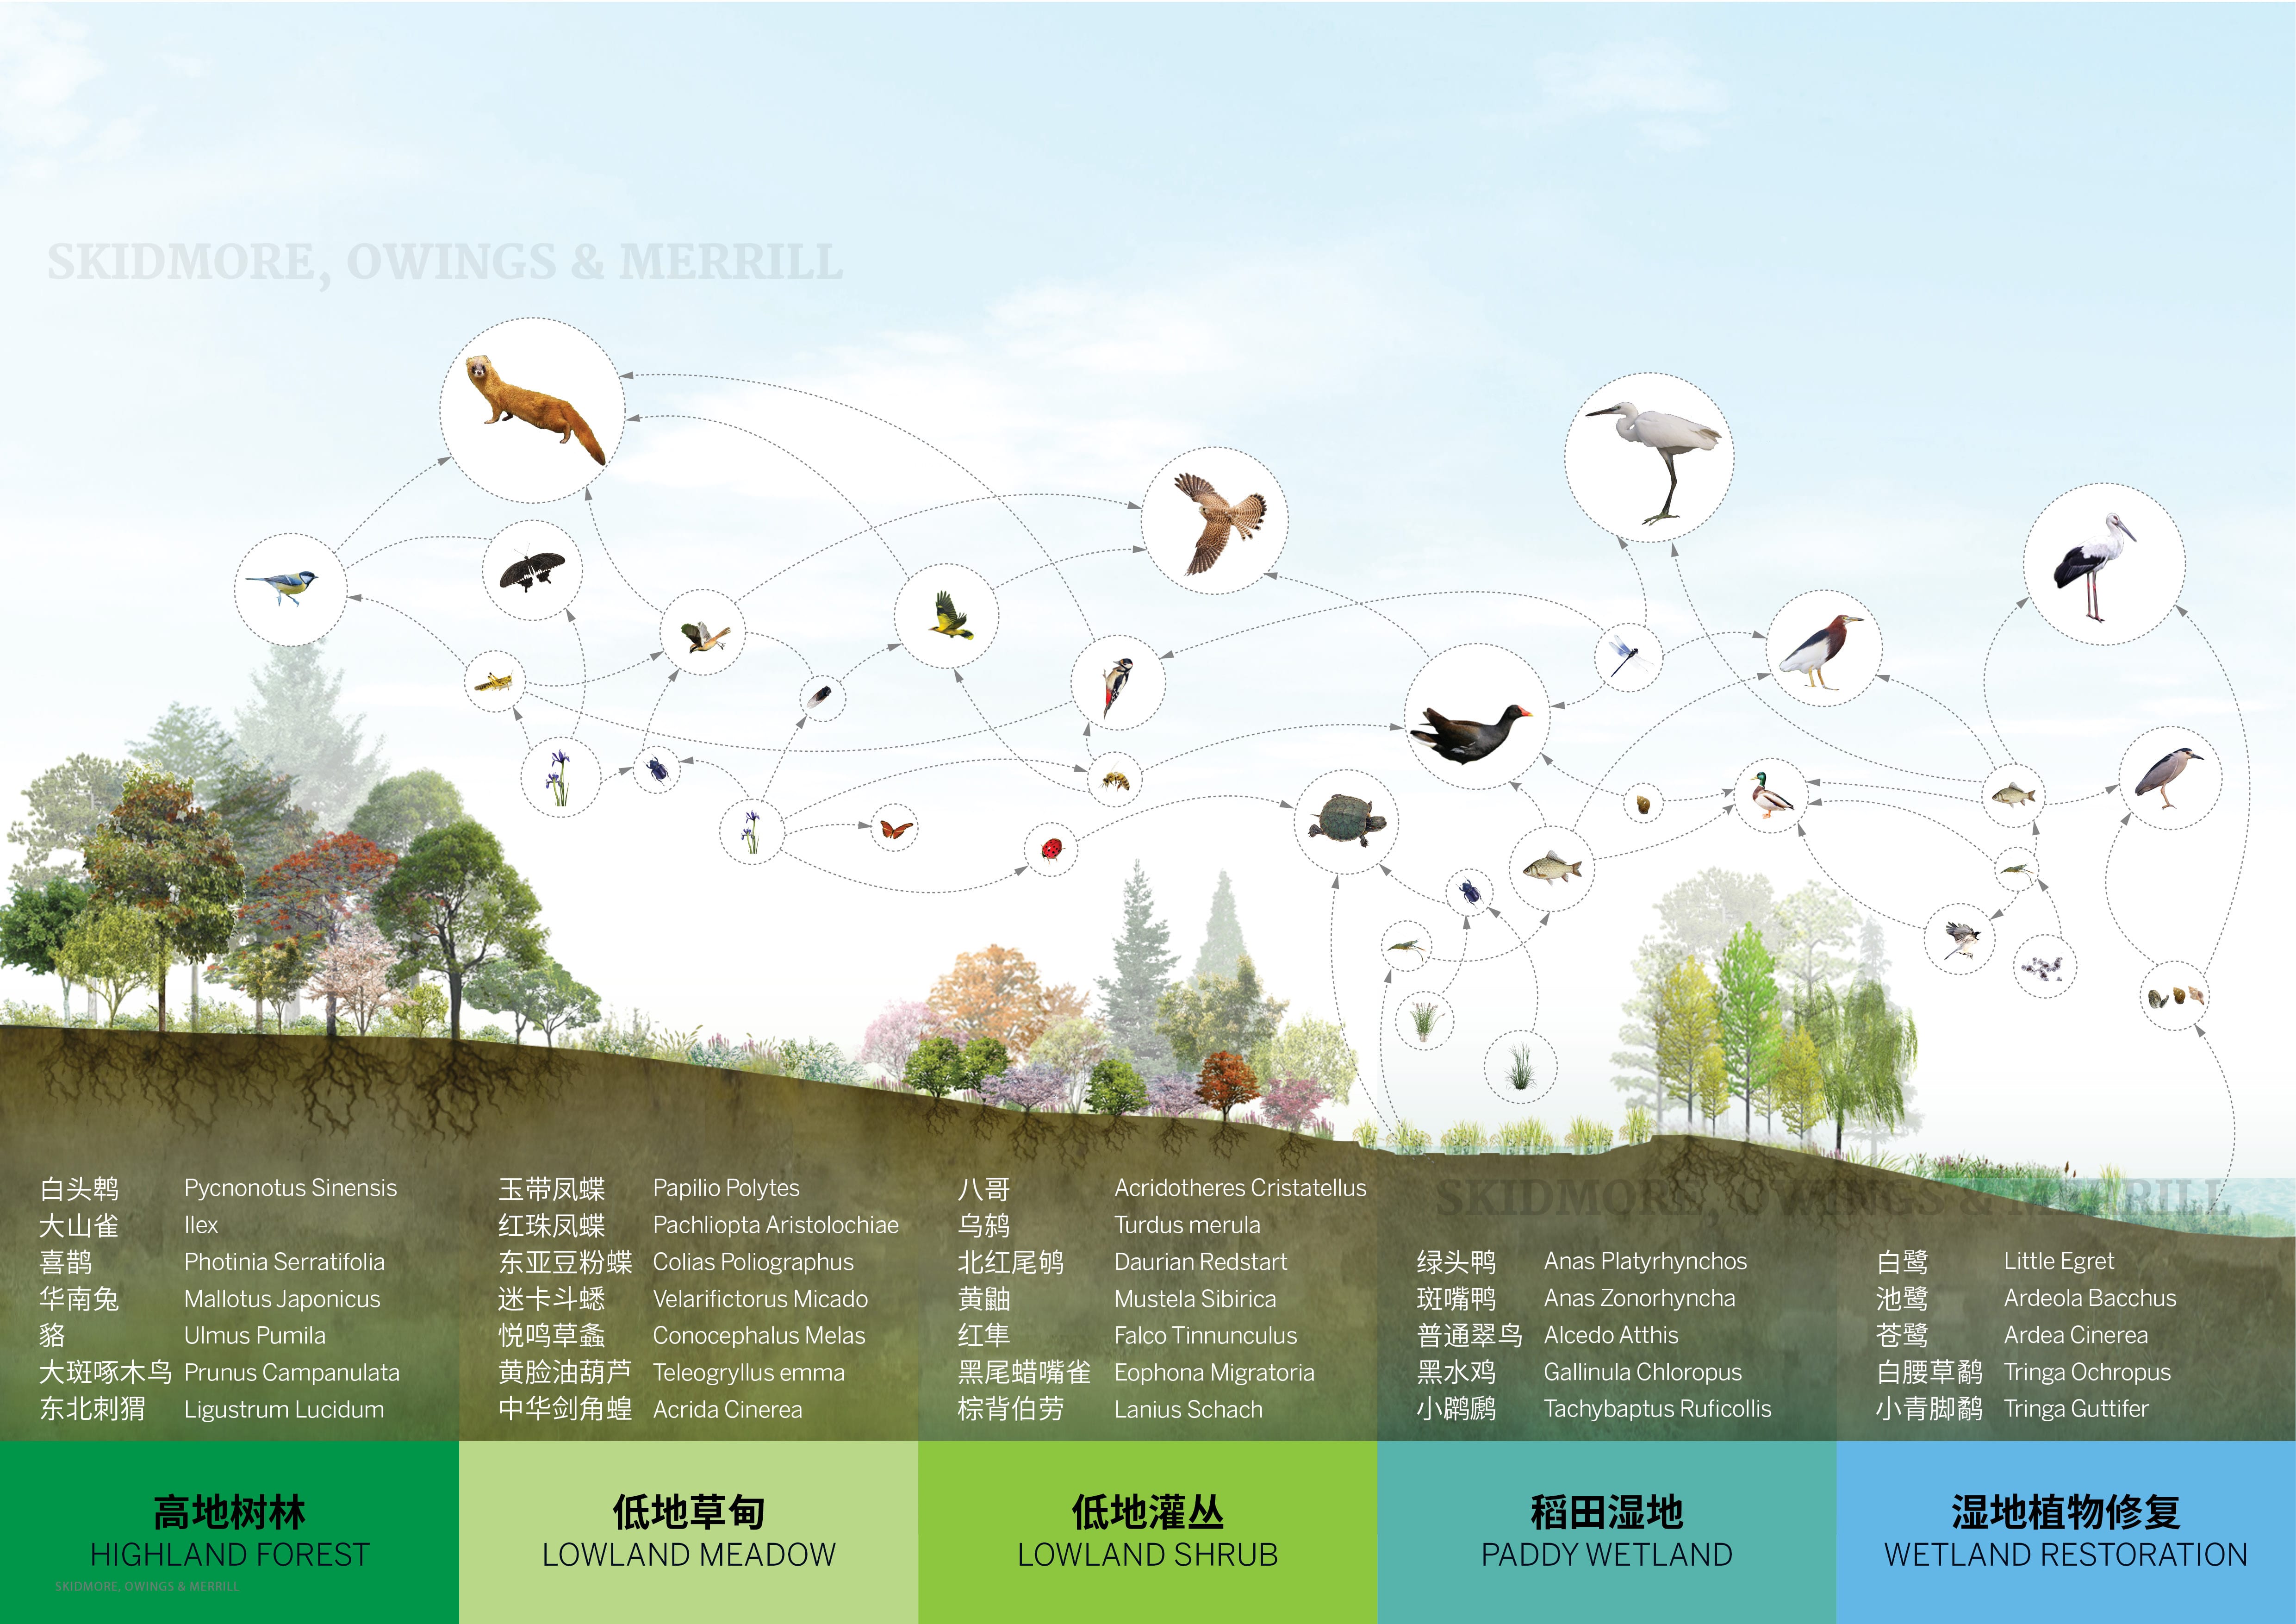 SKIDMORE, OWINGS & MERRILL
SKIDMORE, OWINGS & MERRILL
白头鹎 Pycnonotus Sinensis
大山雀 Ilex
喜鹊 Photinia Serratifolia
华南兔 Mallotus Japonicus
貉 Ulmus Pumila
大斑啄木鸟 Prunus Campanulata
东北刺猬 Ligustrum Lucidum
玉带凤蝶 Papilio Polytes
红珠凤蝶 Pachliopta Aristolochiae
东亚豆粉蝶 Colias Poliographus
迷卡斗蟋 Velarifictorus Micado
悦鸣草螽 Conocephalus Melas
黄脸油葫芦 Teleogryllus emma
中华剑角蝗 Acrida Cinerea
八哥 Acridotheres Cristatellus
乌鸫 Turdus merula
北红尾鸲 Daurian Redstart
黄鼬 Mustela Sibirica
红隼 Falco Tinnunculus
黑尾蜡嘴雀 Eophona Migratoria
棕背伯劳 Lanius Schach
绿头鸭 Anas Platyrhynchos
斑嘴鸭 Anas Zonorhyncha
普通翠鸟 Alcedo Atthis
黑水鸡 Gallinula Chloropus
小䴙䴘 Tachybaptus Ruficollis
白鹭 Little Egret
池鹭 Ardeola Bacchus
苍鹭 Ardea Cinerea
白腰草鹬 Tringa Ochropus
小青脚鹬 Tringa Guttifer
高地树林
HIGHLAND FOREST
低地草甸
LOWLAND MEADOW
低地灌丛
LOWLAND SHRUB
稻田湿地
PADDY WETLAND
湿地植物修复
WETLAND RESTORATION
SKIDMORE, OWINGS & MERRILL